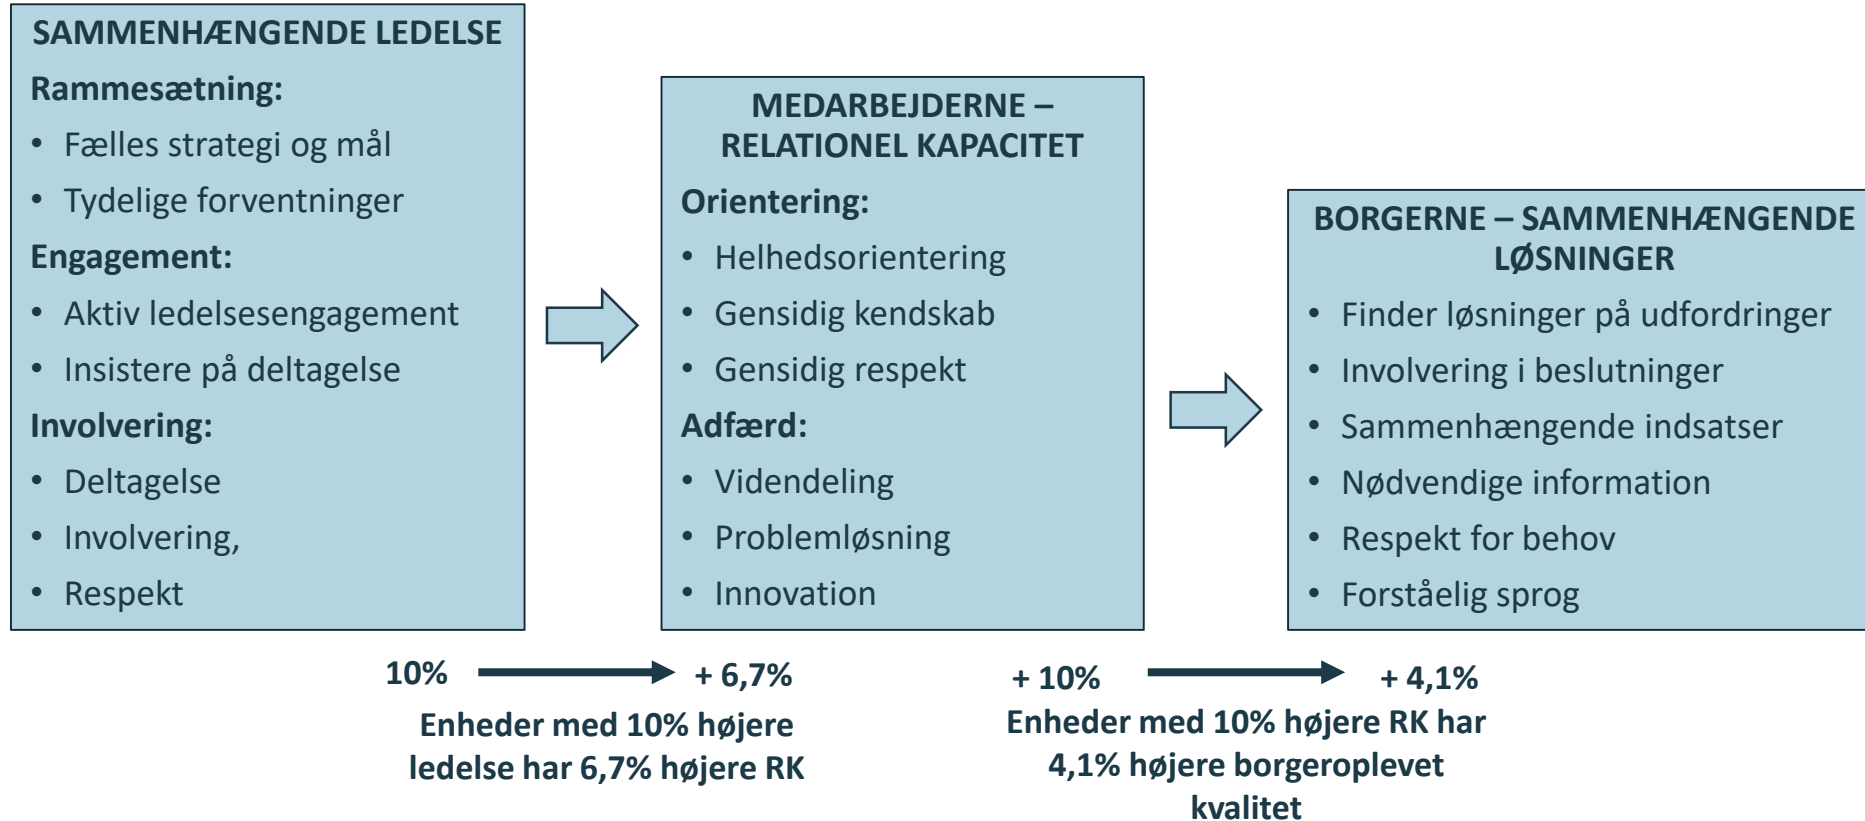 SAMMENHÆNGENDE LEDELSE
Rammesætning:
• Fælles strategi og mål
• Tydelige forventninger
Engagement:
• Aktiv ledelsesengagement
• Insistere på deltagelse
Involvering:
• Deltagelse
• Involvering,
• Respekt
MEDARBEJDERNE –
RELATIONEL KAPACITET
Orientering:
• Helhedsorientering
• Gensidig kendskab
• Gensidig respekt
Adfærd:
• Videndeling
• Problemløsning
• Innovation
BORGERNE – SAMMENHÆNGENDE
LØSNINGER
• Finder løsninger på udfordringer
• Involvering i beslutninger
• Sammenhængende indsatser
• Nødvendige information
• Respekt for behov
• Forståelig sprog
10% + 6,7%
Enheder med 10% højere
ledelse har 6,7% højere RK
+ 10% + 4,1%
Enheder med 10% højere RK har
4,1% højere borgeroplevet
kvalitet